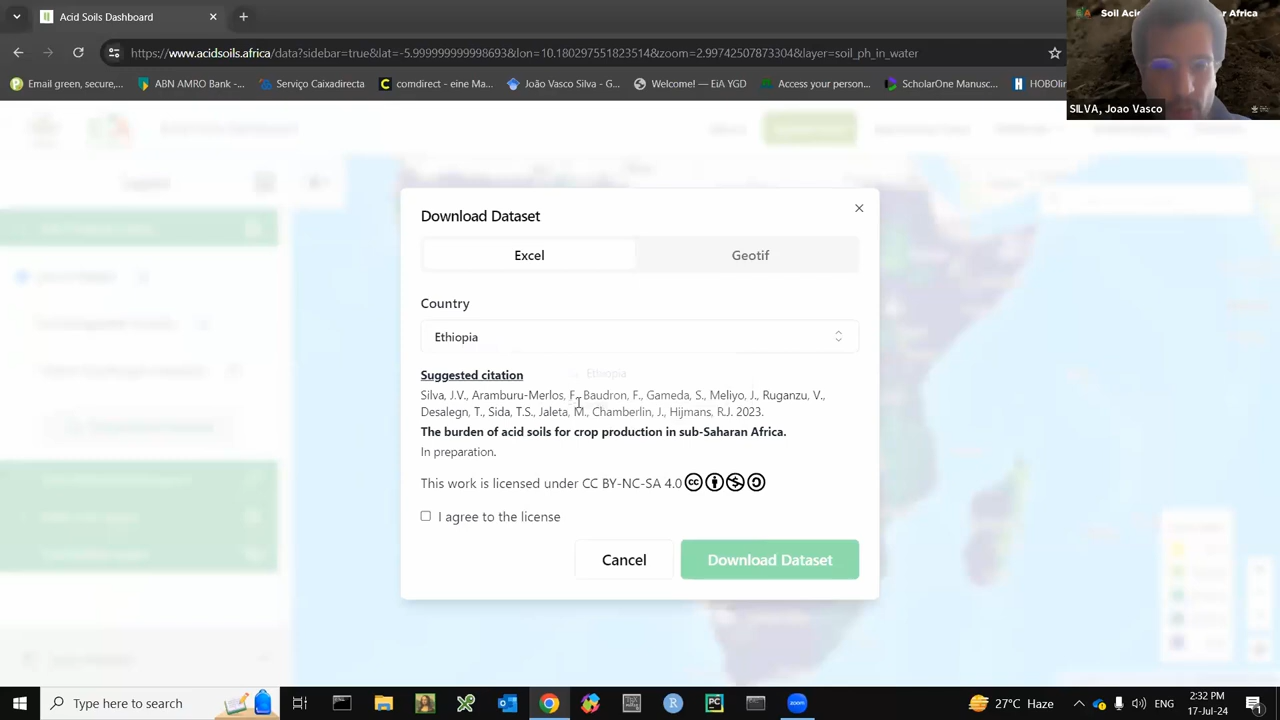 Acid Soils Dashboard
https://www.acidsoils.africa/data?sidebar=true&lat=-5.999999999998693&lon=10.180297551823514&zoom=2.99742507873304&layer=soil_ph_in_water
Email green, secure,...
ABN AMRO Bank -...
Serviço Caixadirecta
comdirect - eine Ma...
João Vasco Silva - G...
Welcome! — EiA YGD
Access your person...
ScholarOne Manusc...
HOBOlin
Soil Aci
r Africa
SILVA, Joao Vasco
Download Dataset
Excel
Geotif
Country
Ethiopia
Ethiopia
Suggested citation
Silva, J.V., Aramburu-Merlos, F., Baudron, F., Gameda, S., Meliyo, J., Ruganzu, V.,
Desalegn, T., Sida, T.S., Jaleta, M., Chamberlin, J., Hijmans, R.J. 2023.
The burden of acid soils for crop production in sub-Saharan Africa.
In preparation.
This work is licensed under CC BY-NC-SA 4.0
I agree to the license
Cancel
Download Dataset
Type here to search
27°C Haze
ENG
2:32 PM
17-Jul-24